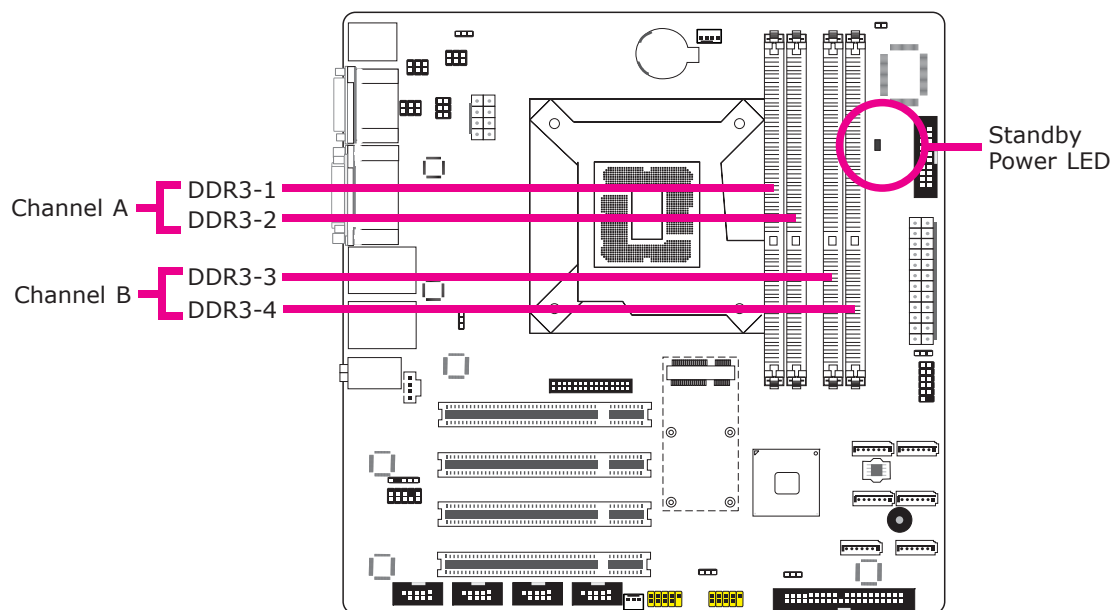 Standby
Power LED
Channel A
DDR3-1
DDR3-2
Channel B
DDR3-3
DDR3-4